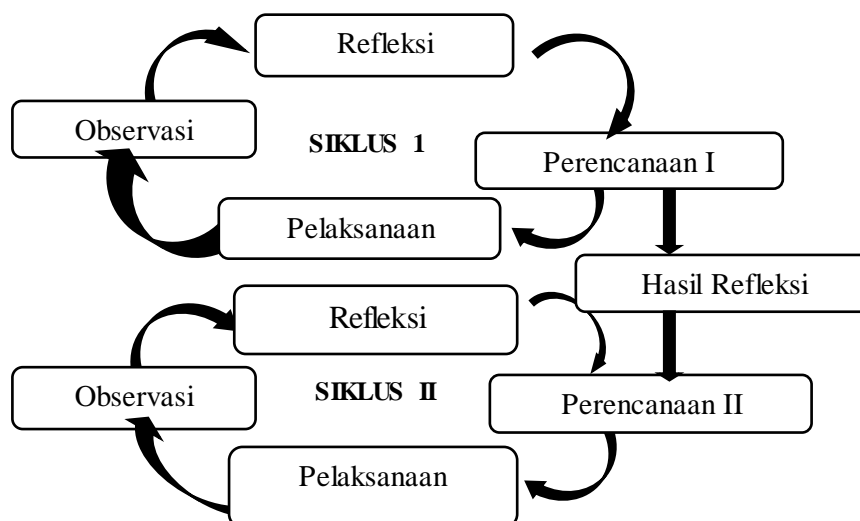 Refleksi
Observasi
SIKLUS 1
Perencanaan I
Pelaksanaan
Hasil Refleksi
Refleksi
Observasi
SIKLUS II
Perencanaan II
Pelaksanaan